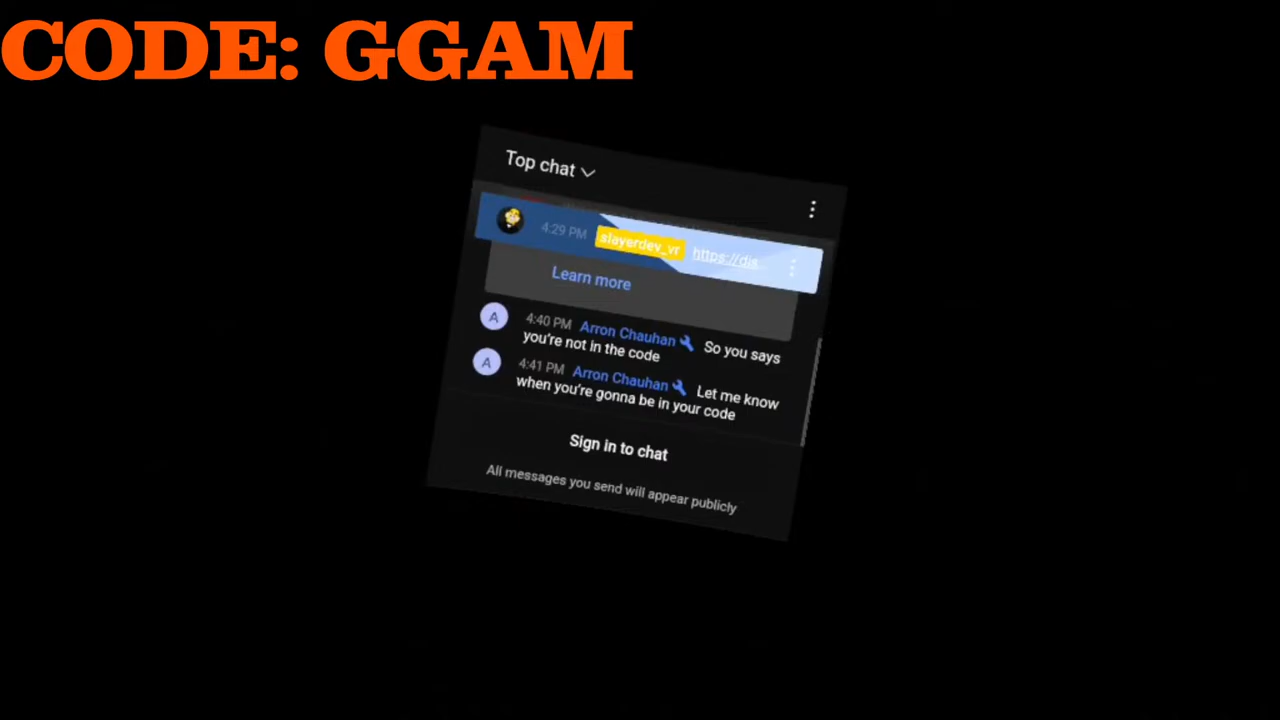 CODE: GGAM
Top chat
4:29 PM slayerdev_vr https://dis
Learn more
A 4:40 PM Arron Chauhan So you says
you're not in the code
A 4:41 PM Arron Chauhan Let me know
when you're gonna be in your code
Sign in to chat
All messages you send will appear publicly